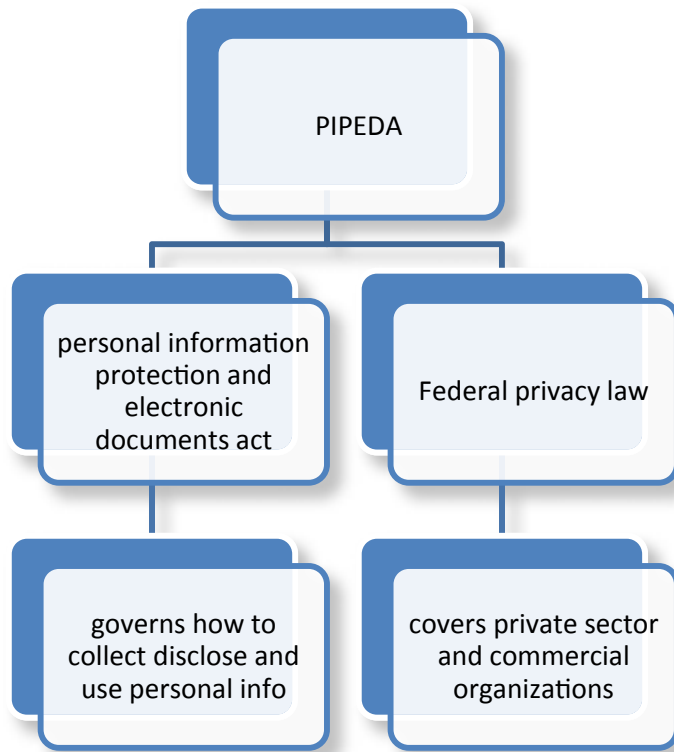 PIPEDA
personal information
protection and
electronic
documents act
Federal privacy law
governs how to
collect disclose and
use personal info
covers private sector
and commercial
organizations